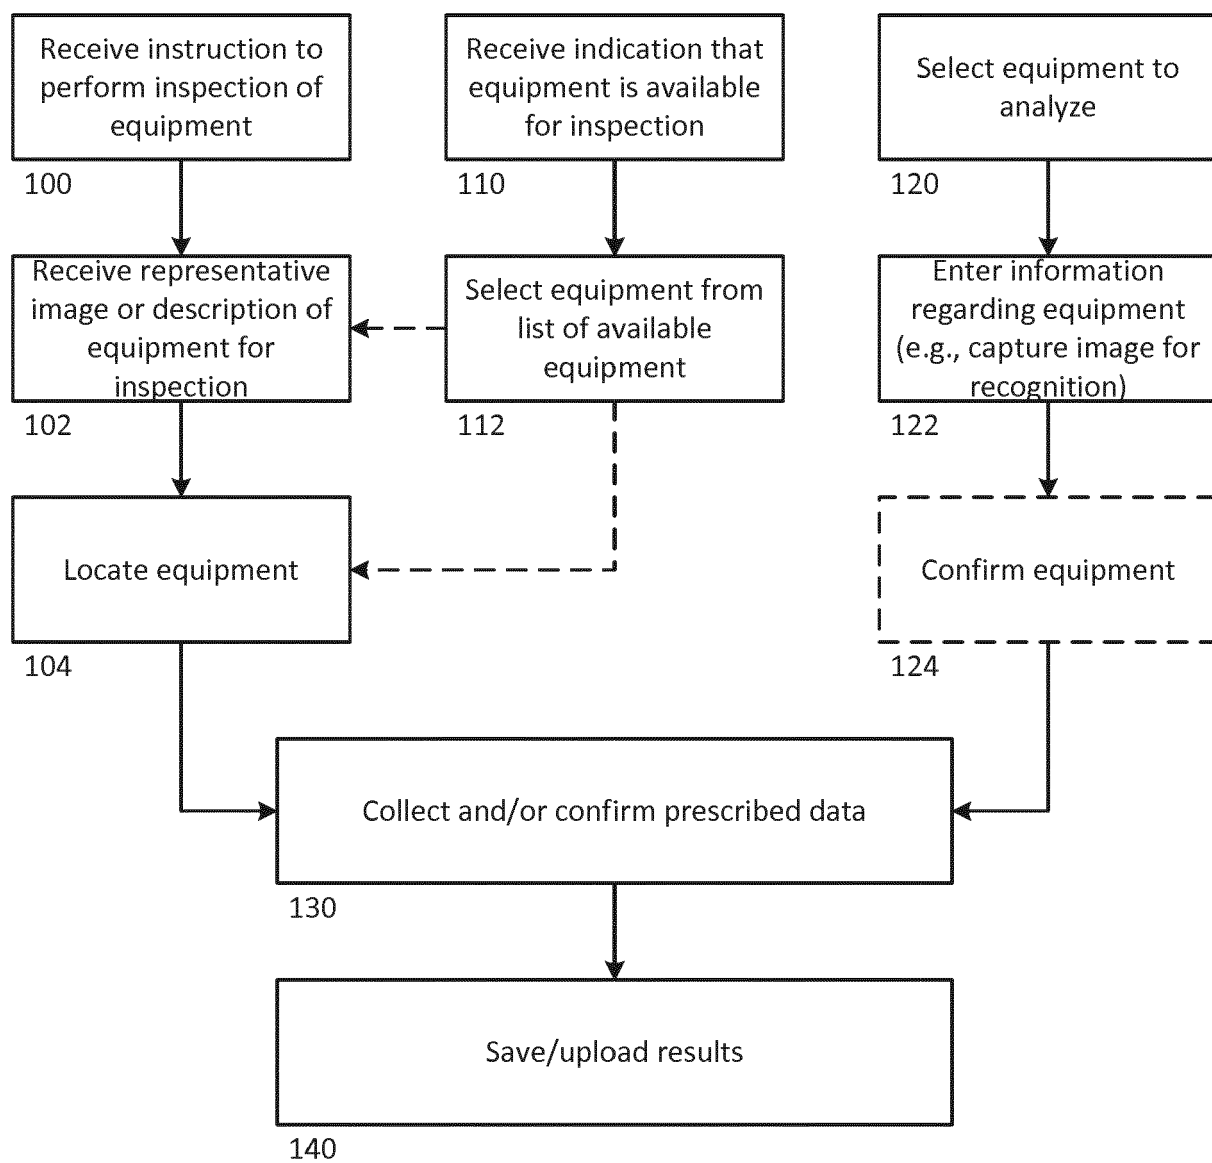 Receive instruction to
perform inspection of
equipment
100
Receive indication that
equipment is available
for inspection
110
Select equipment to
analyze
120
Receive representative
image or description of
equipment for
inspection
102
Select equipment from
list of available
equipment
112
Enter information
regarding equipment
(e.g., capture image for
recognition)
122
Locate equipment
104
Confirm equipment
124
Collect and/or confirm prescribed data
130
Save/upload results
140